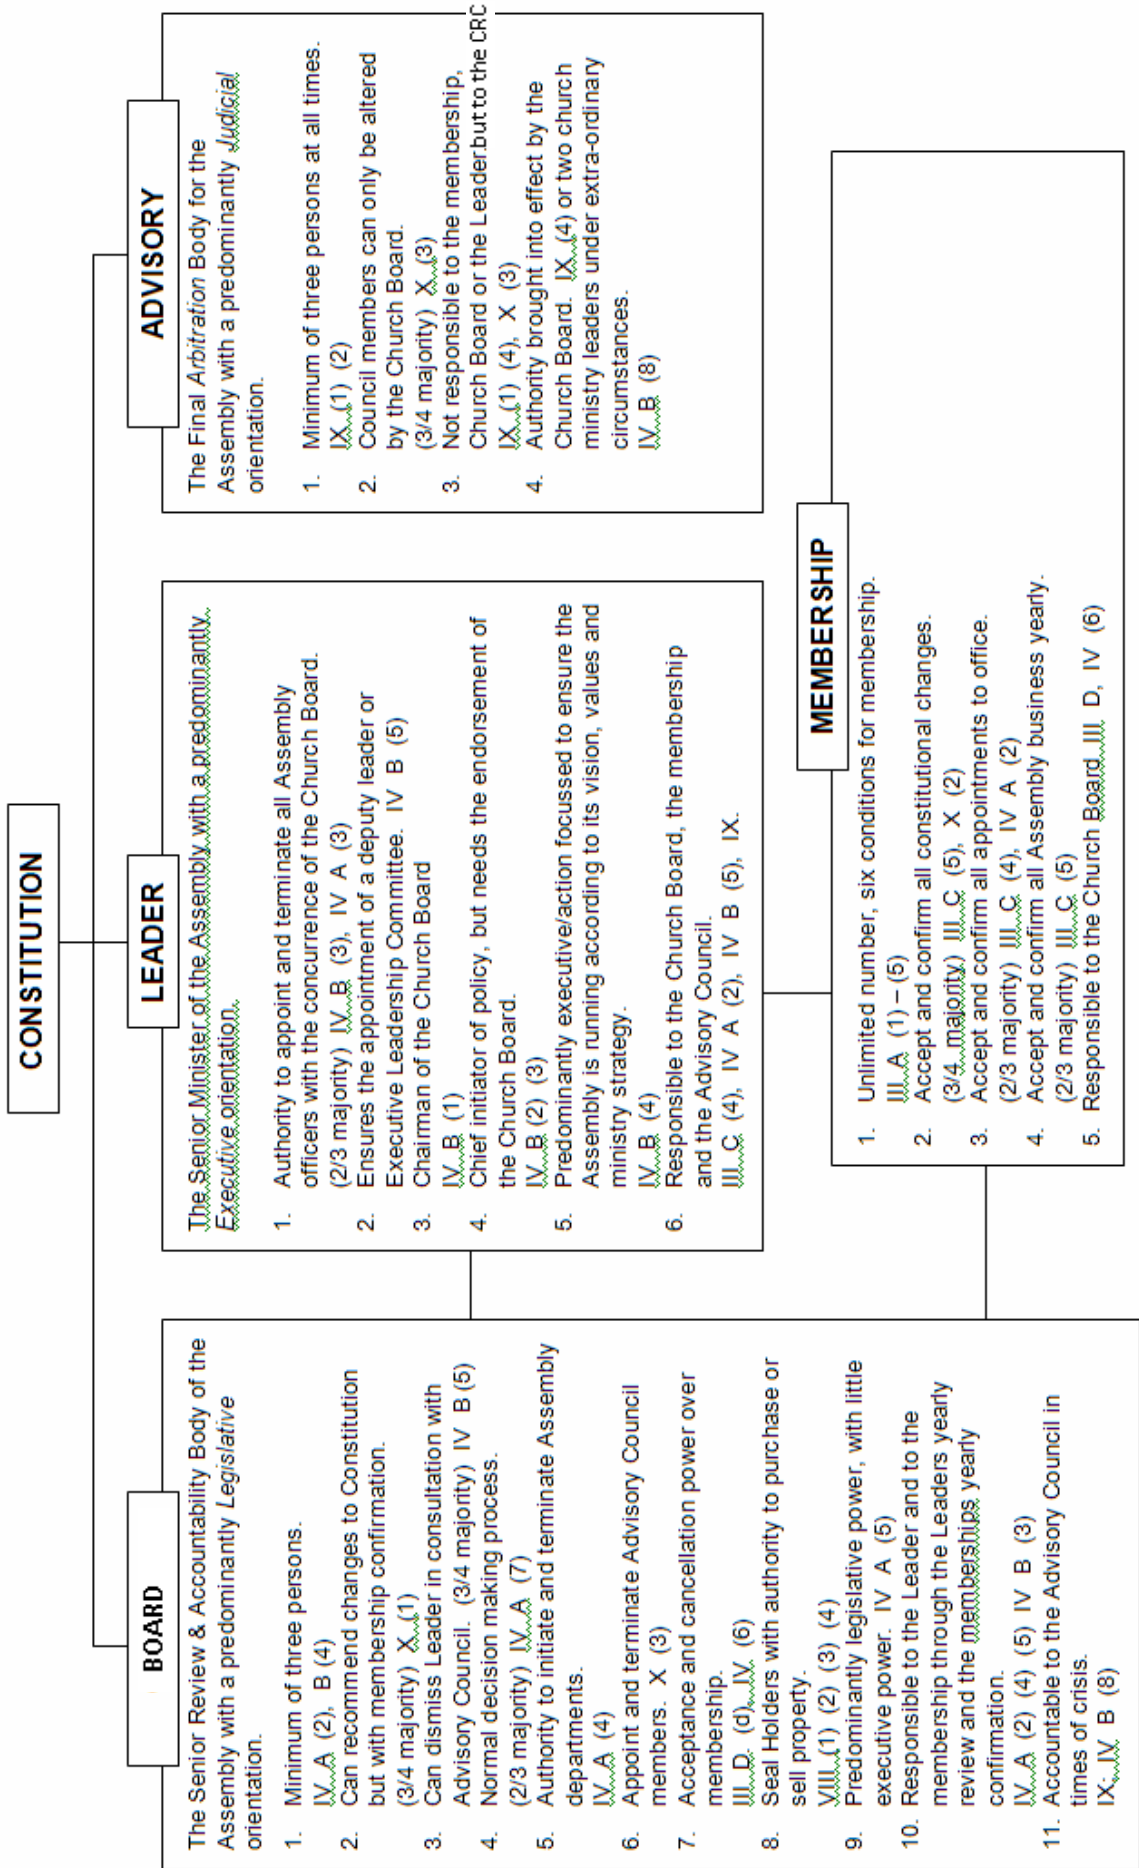 CONSTITUTION
BOARD
The Senior Review & Accountability Body of the
Assembly with a predominantly Legislative
orientation.
1. Minimum of three persons.
IV A (2), B (4)
2. Can recommend changes to Constitution
but with membership confirmation.
(3/4 majority) X (1)
3. Can dismiss Leader in consultation with
Advisory Council. (3/4 majority) IV B (5)
4. Normal decision making process.
(2/3 majority) IV A (7)
5. Authority to initiate and terminate Assembly
departments.
IV A (4)
6. Appoint and terminate Advisory Council
members. X (3)
7. Acceptance and cancellation power over
membership.
III D (d), IV (6)
8. Seal Holders with authority to purchase or
sell property.
VIII (1) (2) (3) (4)
9. Predominantly legislative power, with little
executive power. IV A (5)
10. Responsible to the Leader and to the
membership through the Leaders yearly
review and the memberships yearly
confirmation.
IV A (2) (4) (5) IV B (3)
11. Accountable to the Advisory Council in
times of crisis.
IX; IV B (8)
LEADER
The Senior Minister of the Assembly with a predominantly
Executive orientation.
1. Authority to appoint and terminate all Assembly
officers with the concurrence of the Church Board.
(2/3 majority) IV B (3), IV A (3)
2. Ensures the appointment of a deputy leader or
Executive Leadership Committee. IV B (5)
3. Chairman of the Church Board
IV B (1)
4. Chief initiator of policy, but needs the endorsement of
the Church Board.
IV B (2) (3)
5. Predominantly executive/action focussed to ensure the
Assembly is running according to its vision, values and
ministry strategy.
IV B (4)
6. Responsible to the Church Board, the membership
and the Advisory Council.
III C (4), IV A (2), IV B (5), IX.
ADVISORY
The Final Arbitration Body for the
Assembly with a predominantly Judicial
orientation.
1. Minimum of three persons at all times.
IX (1) (2)
2. Council members can only be altered
by the Church Board.
(3/4 majority) X (3)
3. Not responsible to the membership,
Church Board or the Leader but to the CRC
IX (1) (4), X (3)
4. Authority brought into effect by the
Church Board. IX (4) or two church
ministry leaders under extra-ordinary
circumstances.
IV B (8)
MEMBERSHIP
1. Unlimited number, six conditions for membership.
III A (1) – (5)
2. Accept and confirm all constitutional changes.
(3/4 majority) III C (5), X (2)
3. Accept and confirm all appointments to office.
(2/3 majority) III C (4), IV A (2)
4. Accept and confirm all Assembly business yearly.
(2/3 majority) III C (5)
5. Responsible to the Church Board III D, IV (6)